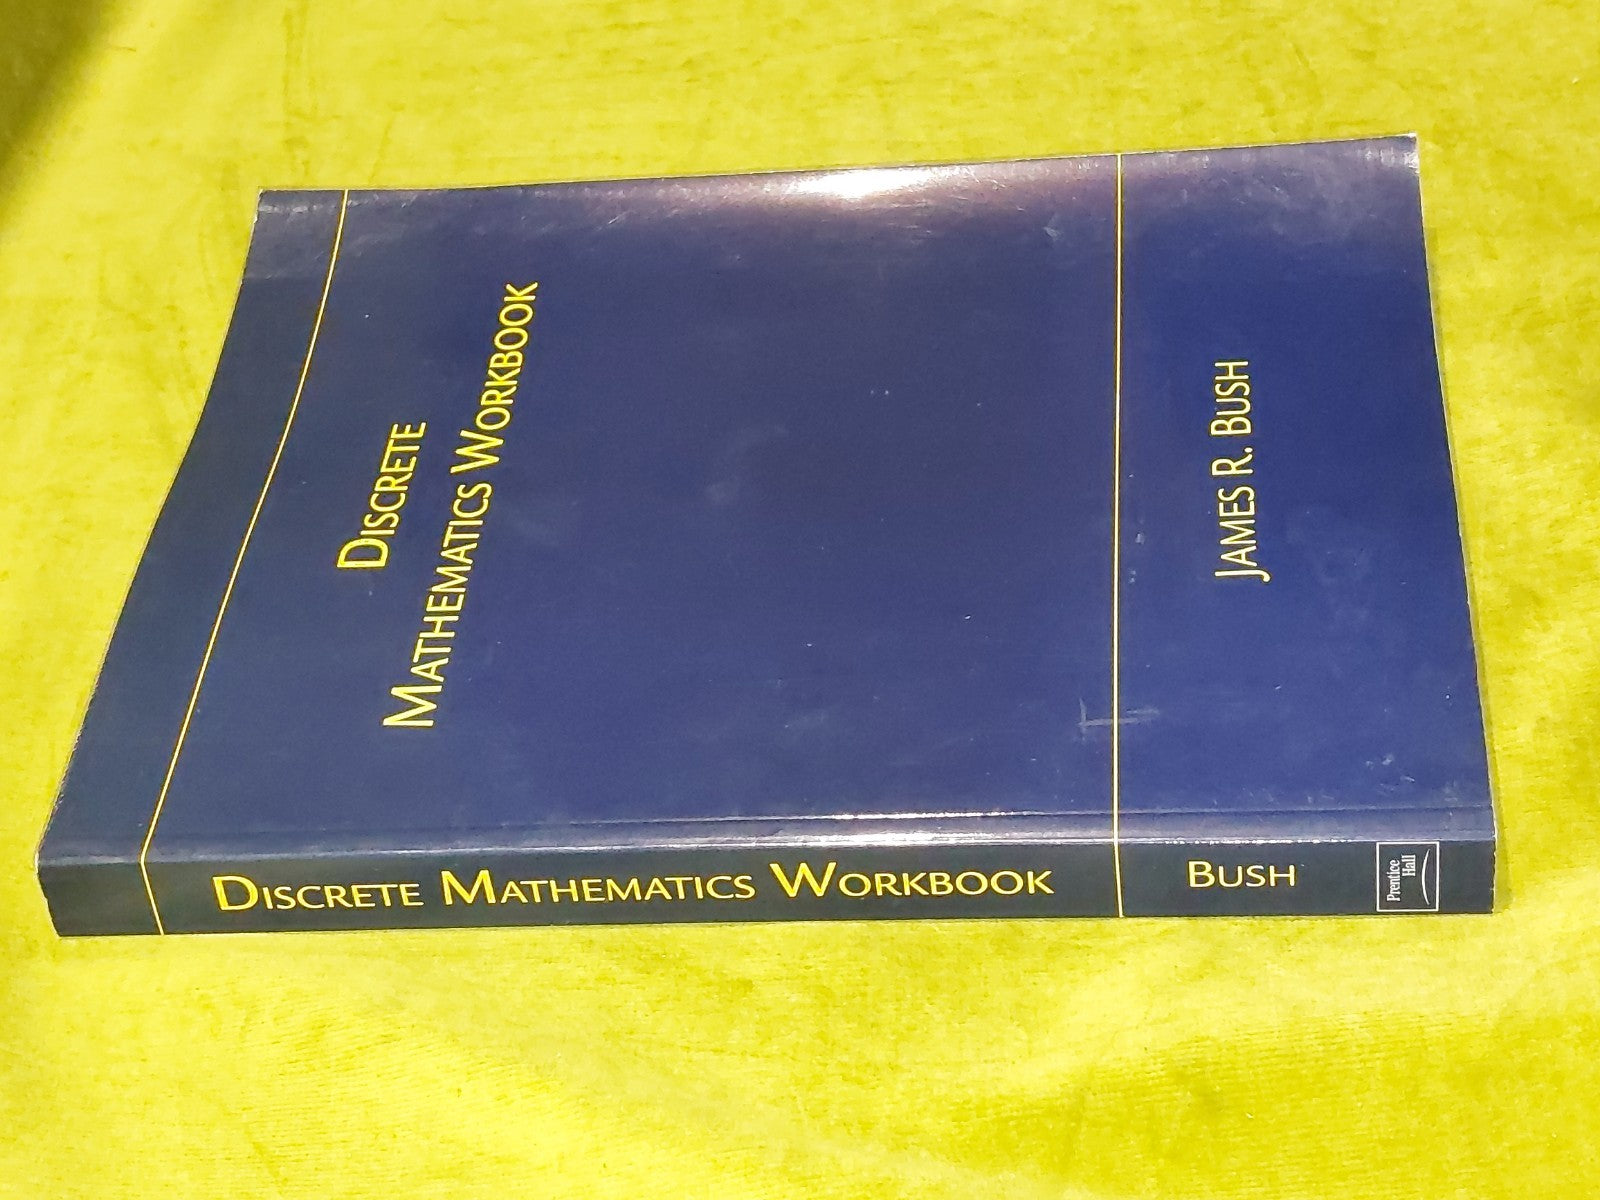 DISCRETE
MATHEMATICS WORKBOOK
JAMES R. BUSH
DISCRETE MATHEMATICS WORKBOOK
BUSH
Prentice
Hall